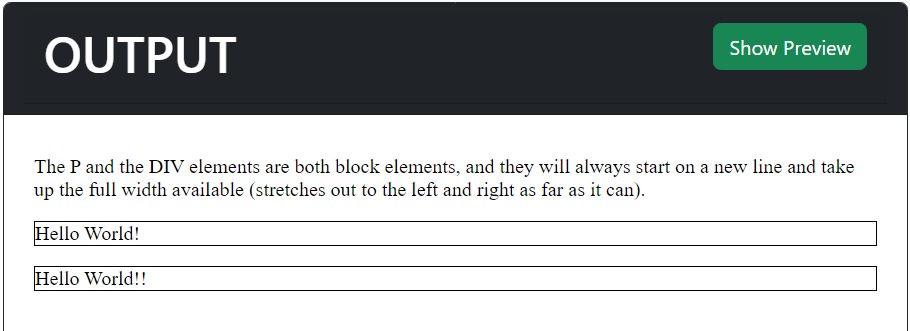 OUTPUT
Show Preview
The P and the DIV elements are both block elements, and they will always start on a new line and take
up the full width available (stretches out to the left and right as far as it can).
Hello World!
Hello World!!